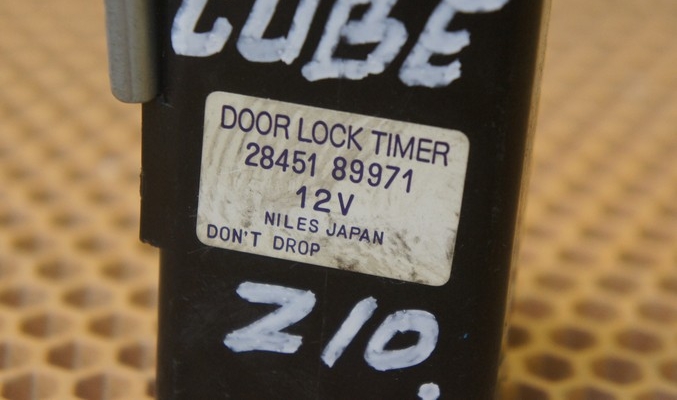 CUBE
DOOR LOCK TIMER
28451 89971
12V
NILES JAPAN
DON'T DROP
Z10.